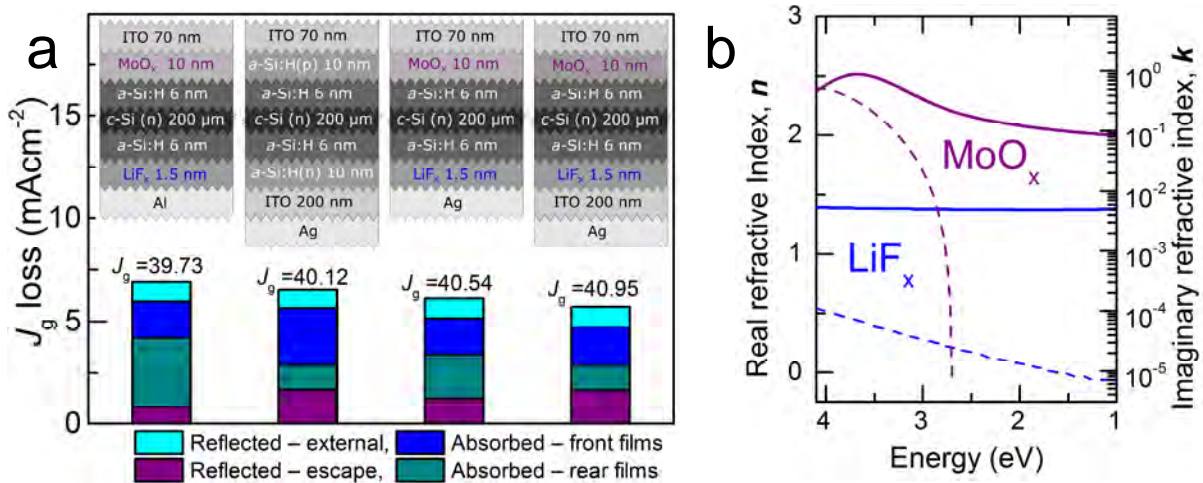 a
ITO 70 nm
MoOₓ 10 nm
a-Si:H 6 nm
c-Si (n) 200 µm
a-Si:H 6 nm
LiFₓ 1.5 nm
Al
ITO 70 nm
a-Si:H(p) 10 nm
a-Si:H 6 nm
c-Si (n) 200 µm
a-Si:H 6 nm
a-Si:H(n) 10 nm
ITO 200 nm
Ag
ITO 70 nm
MoOₓ 10 nm
a-Si:H 6 nm
c-Si (n) 200 µm
a-Si:H 6 nm
LiFₓ 1.5 nm
Ag
ITO 70 nm
MoOₓ 10 nm
a-Si:H 6 nm
c-Si (n) 200 µm
a-Si:H 6 nm
LiFₓ 1.5 nm
ITO 200 nm
Ag
15
10
5
0
J_g loss (mAcm⁻²)
J_g =39.73
J_g =40.12
J_g =40.54
J_g =40.95
Reflected – external,
Absorbed – front films
Reflected – escape,
Absorbed – rear films
b
Real refractive Index, n
3
2
1
0
MoOₓ
LiFₓ
4
3
2
1
Energy (eV)
10⁰
10⁻¹
10⁻²
10⁻³
10⁻⁴
10⁻⁵
Imaginary refractive index, k